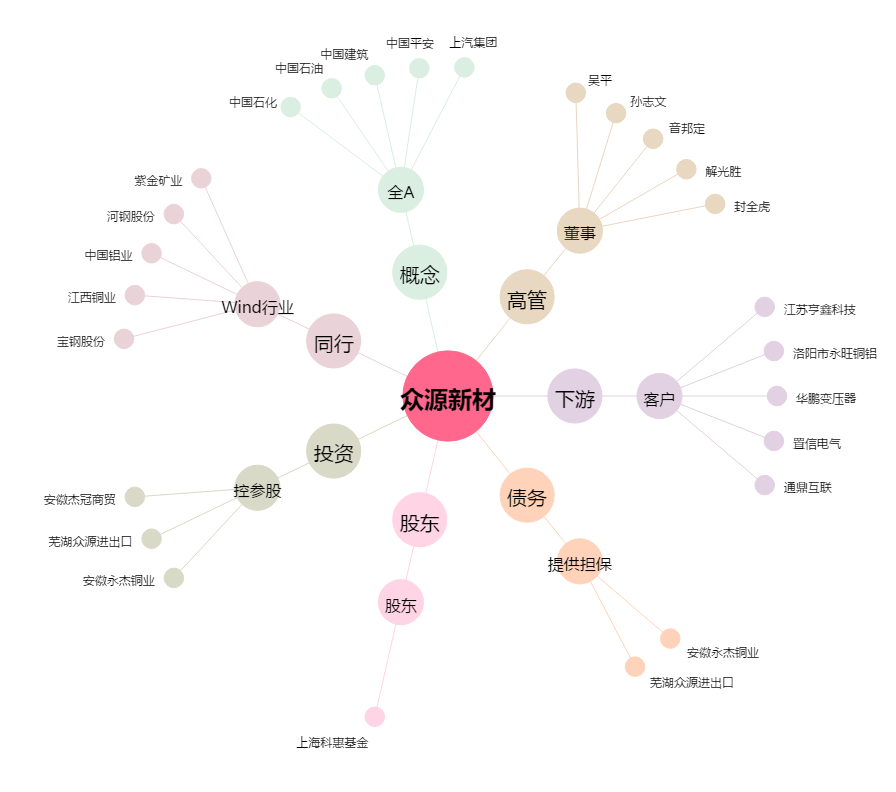 上汽集团
中国平安
中国建筑
中国石油
中国石化
全A
概念
吴平
孙志文
音邦定
解光胜
封全虎
董事
高管
紫金矿业
河钢股份
中国铝业
江西铜业
宝钢股份
Wind行业
同行
众源新材
下游
客户
江苏亨鑫科技
洛阳市永旺铜铝
华鹏变压器
置信电气
通鼎互联
投资
控参股
安徽杰冠商贸
芜湖众源进出口
安徽永杰铜业
股东
股东
上海科惠基金
债务
提供担保
安徽永杰铜业
芜湖众源进出口